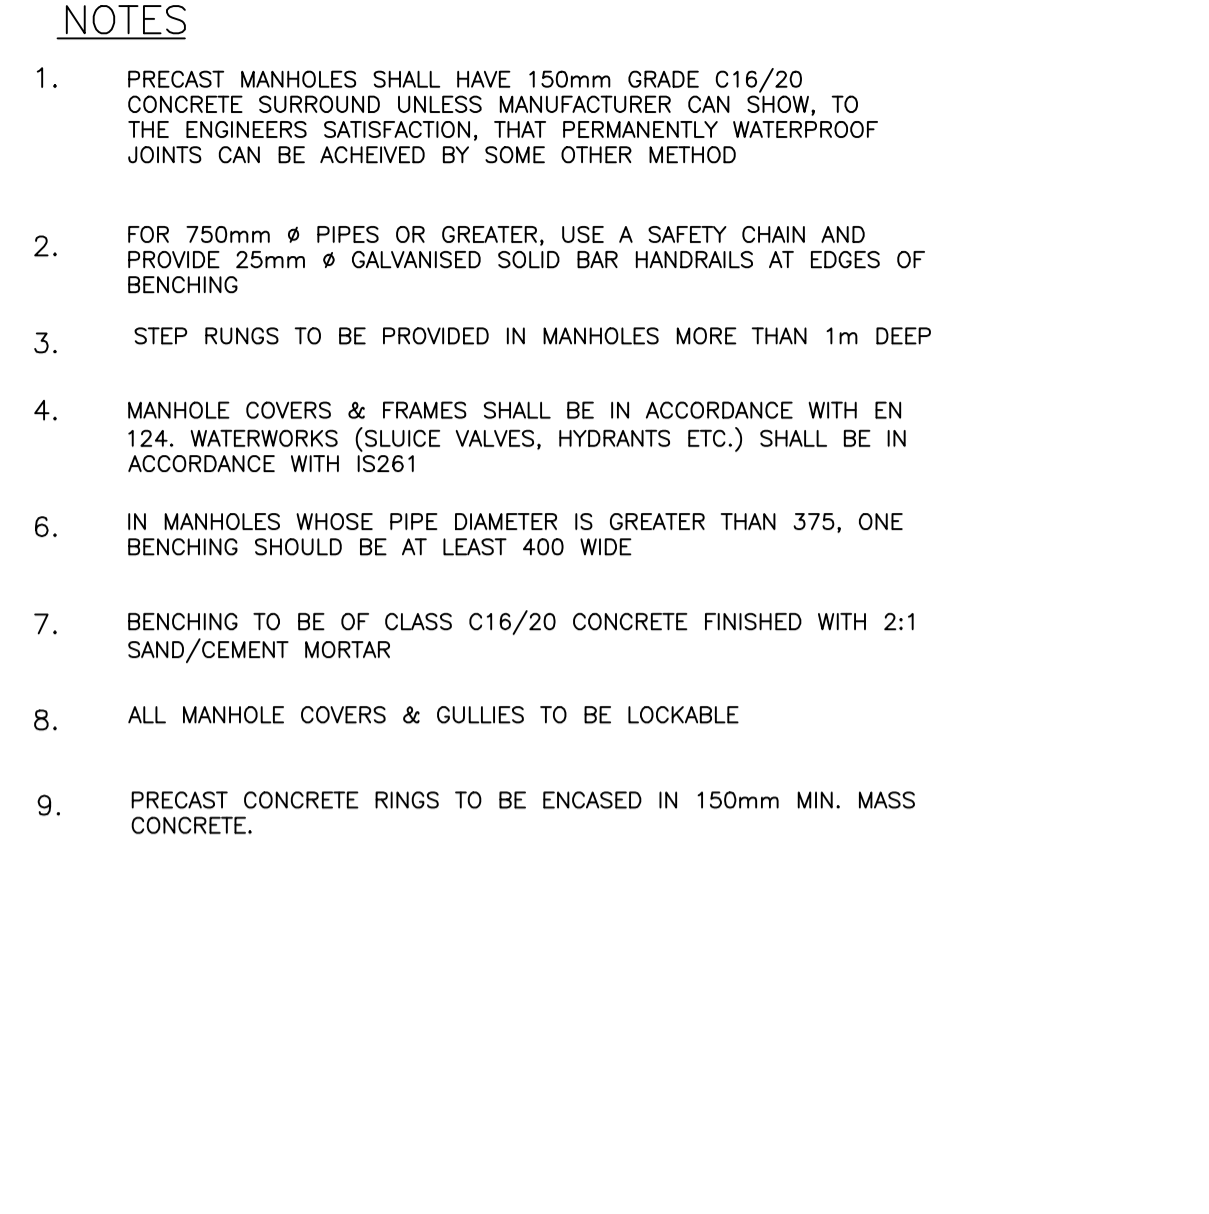 NOTES
1. PRECAST MANHOLES SHALL HAVE 150mm GRADE C16/20
CONCRETE SURROUND UNLESS MANUFACTURER CAN SHOW, TO
THE ENGINEERS SATISFACTION, THAT PERMANENTLY WATERPROOF
JOINTS CAN BE ACHEIVED BY SOME OTHER METHOD
2. FOR 750mm ø PIPES OR GREATER, USE A SAFETY CHAIN AND
PROVIDE 25mm ø GALVANISED SOLID BAR HANDRAILS AT EDGES OF
BENCHING
3. STEP RUNGS TO BE PROVIDED IN MANHOLES MORE THAN 1m DEEP
4. MANHOLE COVERS & FRAMES SHALL BE IN ACCORDANCE WITH EN
124. WATERWORKS (SLUICE VALVES, HYDRANTS ETC.) SHALL BE IN
ACCORDANCE WITH IS261
6. IN MANHOLES WHOSE PIPE DIAMETER IS GREATER THAN 375, ONE
BENCHING SHOULD BE AT LEAST 400 WIDE
7. BENCHING TO BE OF CLASS C16/20 CONCRETE FINISHED WITH 2:1
SAND/CEMENT MORTAR
8. ALL MANHOLE COVERS & GULLIES TO BE LOCKABLE
9. PRECAST CONCRETE RINGS TO BE ENCASED IN 150mm MIN. MASS
CONCRETE.